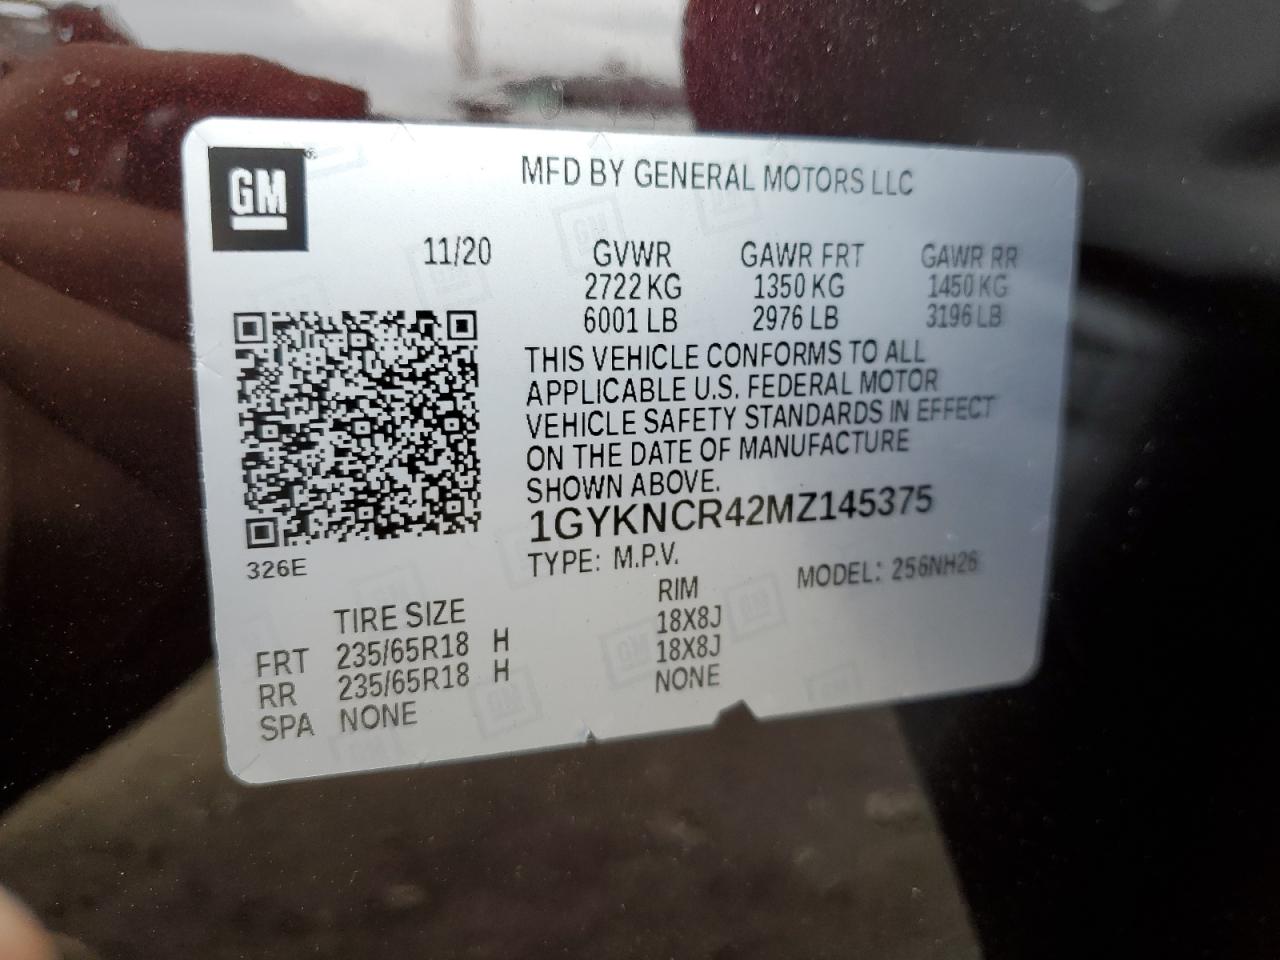 GM
MFD BY GENERAL MOTORS LLC
11/20 GVWR GAWR FRT GAWR RR
2722 KG 1350 KG 1450 KG
6001 LB 2976 LB 3196 LB
THIS VEHICLE CONFORMS TO ALL
APPLICABLE U.S. FEDERAL MOTOR
VEHICLE SAFETY STANDARDS IN EFFECT
ON THE DATE OF MANUFACTURE
SHOWN ABOVE.
1GYKNCR42MZ145375
326E
TYPE: M.P.V. MODEL: 256NH26
TIRE SIZE RIM
FRT 235/65R18 H 18X8J
RR 235/65R18 H 18X8J
SPA NONE NONE